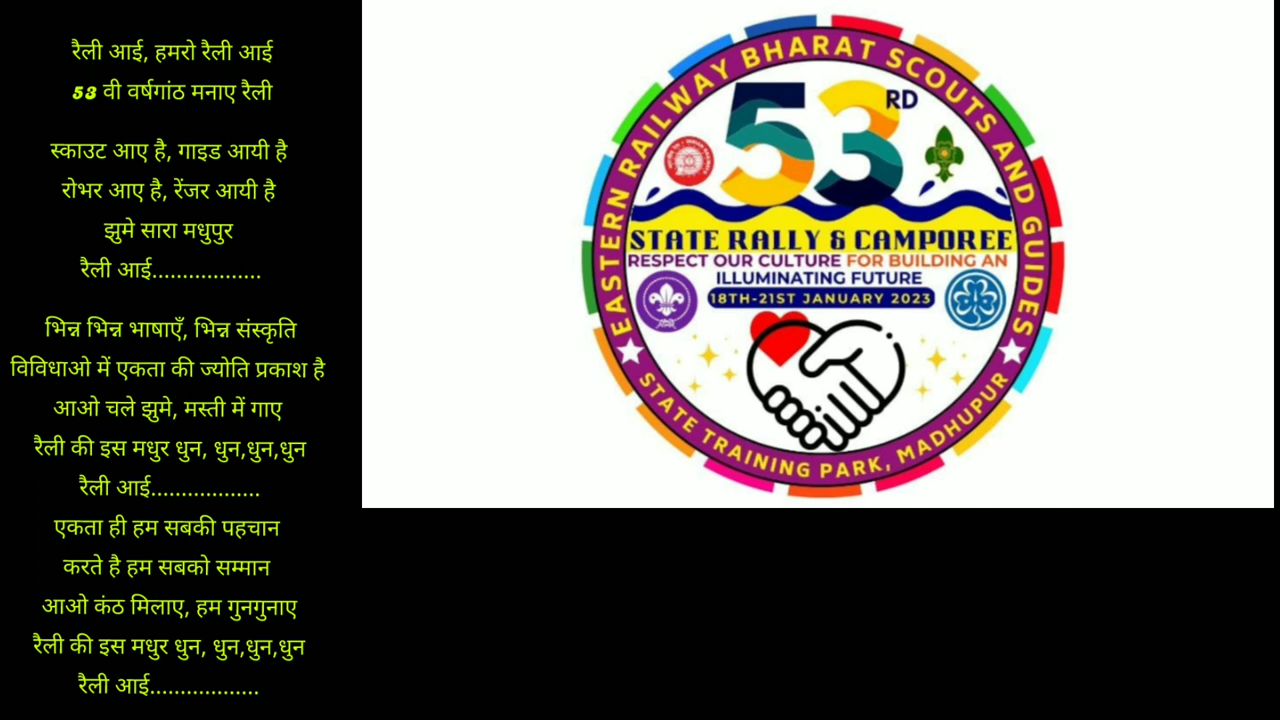 रैली आई, हमरो रैली आई
53 वी वर्षगांठ मनाए रैली
स्काउट आए है, गाइड आयी है
रोभर आए है, रेंजर आयी है
झुमे सारा मधुपुर
रैली आई..................
भिन्न भिन्न भाषाएँ, भिन्न संस्कृति
विविधाओ में एकता की ज्योति प्रकाश है
आओ चले झुमे, मस्ती में गाए
रैली की इस मधुर धुन, धुन,धुन,धुन
रैली आई..................
एकता ही हम सबकी पहचान
करते है हम सबको सम्मान
आओ कंठ मिलाए, हम गुनगुनाए
रैली की इस मधुर धुन, धुन,धुन,धुन
रैली आई..................
EASTERN RAILWAY BHARAT SCOUTS AND GUIDES
53RD
STATE RALLY & CAMPOREE
RESPECT OUR CULTURE FOR BUILDING AN
ILLUMINATING FUTURE
18TH-21ST JANUARY 2023
STATE TRAINING PARK, MADHUPUR